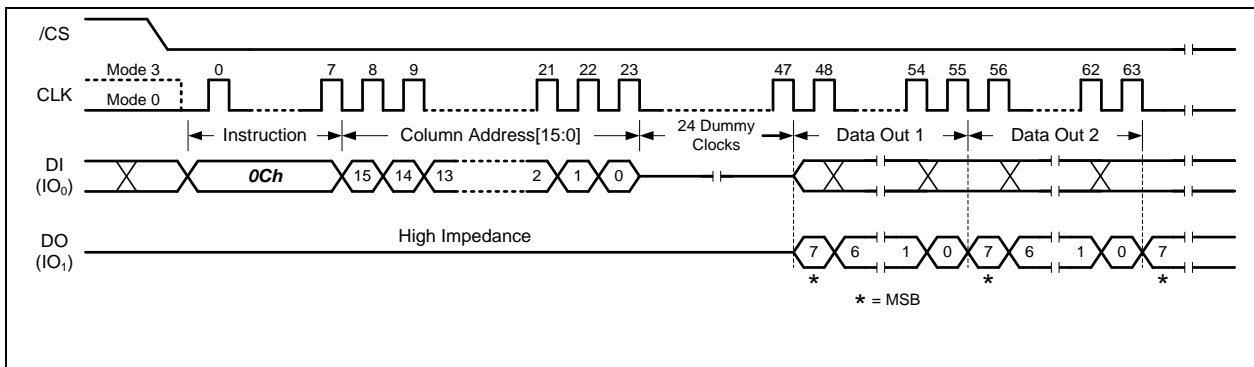 /CS
Mode 3
0 7 8 9 21 22 23 47 48 54 55 56 62 63
CLK
Mode 0
Instruction
Column Address[15:0]
24 Dummy
Clocks
Data Out 1
Data Out 2
DI
(IO0)
0Ch
15 14 13 2 1 0
High Impedance
DO
(IO1)
7 6 1 0 7 6 1 0 7
* * *
* = MSB